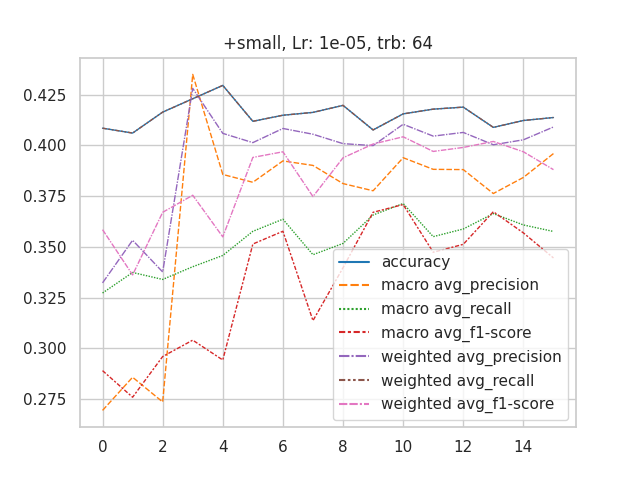 +small, Lr: 1e-05, trb: 64
0.425
0.400
0.375
0.350
0.325
0.300
0.275
accuracy
macro avg_precision
macro avg_recall
macro avg_f1-score
weighted avg_precision
weighted avg_recall
weighted avg_f1-score
0 2 4 6 8 10 12 14